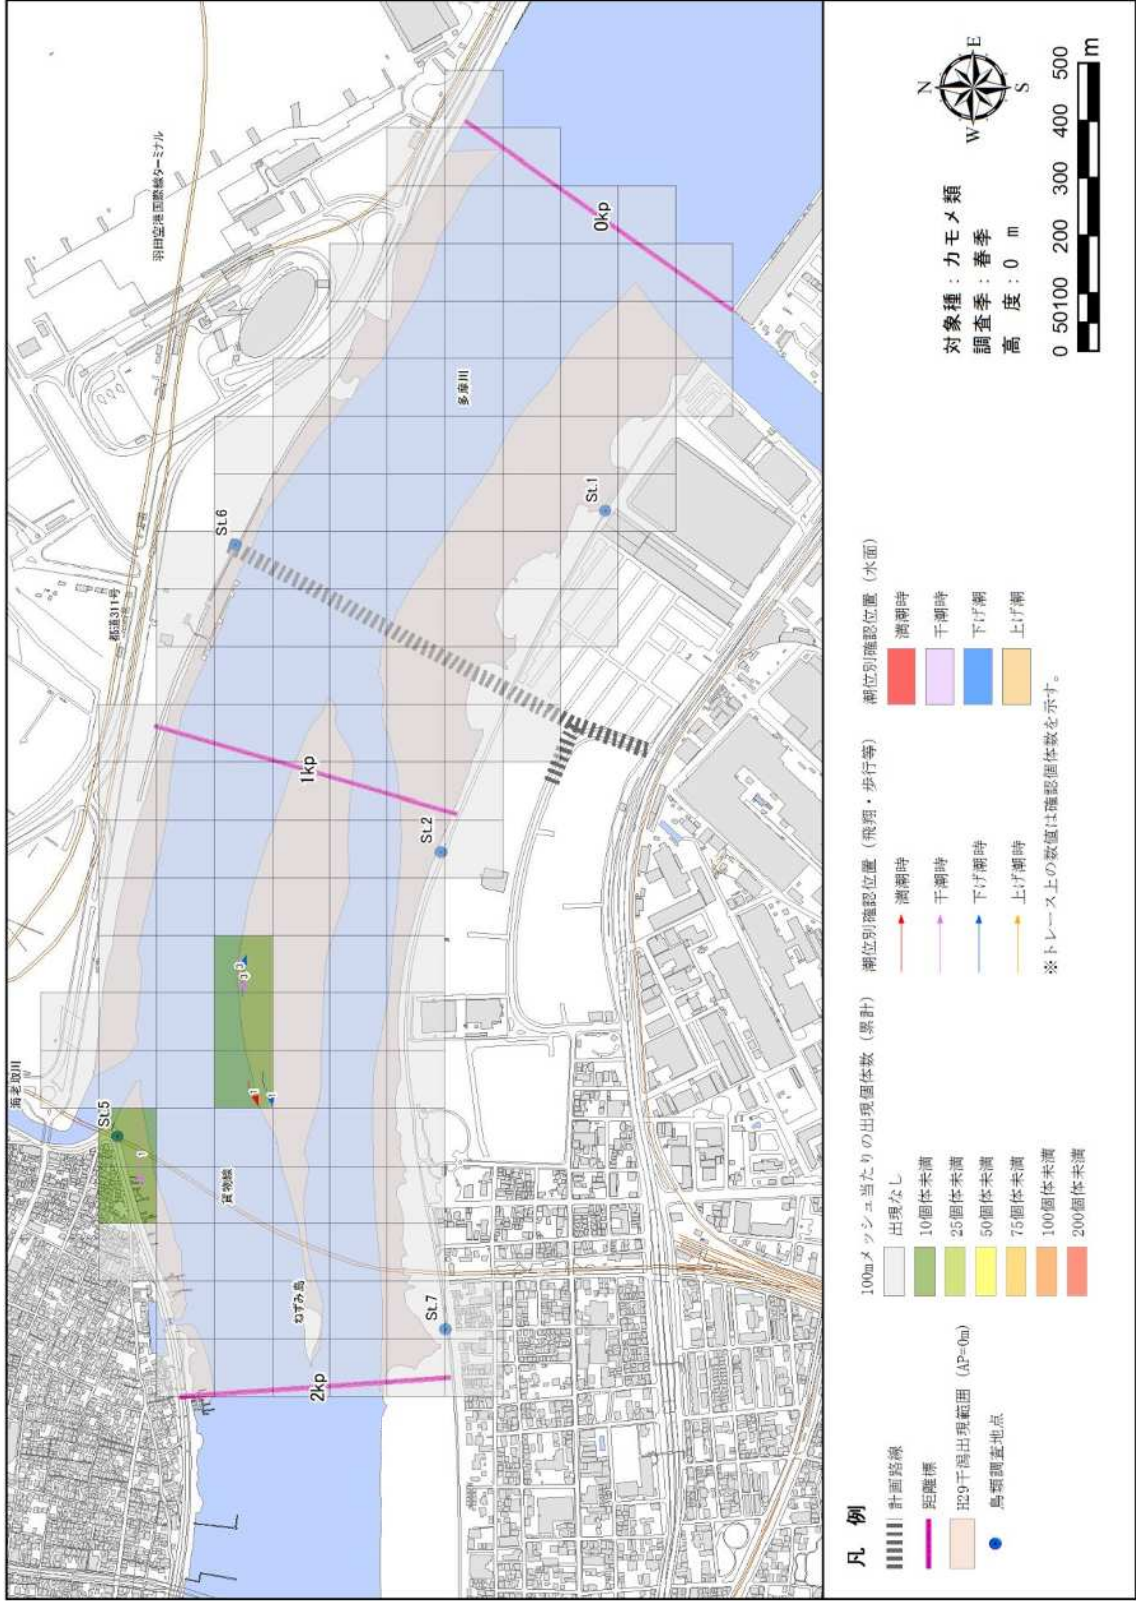 海老取川
都道311号
羽田空港国際線ターミナル
St.5
St.6
1
3
3
1
1
貨物線
ねずみ島
多摩川
2kp
1kp
0kp
St.7
St.2
St.1
凡 例
計画路線
距離標
H29干潟出現範囲 (AP=0m)
鳥類調査地点
100mメッシュ当たりの出現個体数 (累計)
出現なし
10個体未満
25個体未満
50個体未満
75個体未満
100個体未満
200個体未満
潮位別確認位置 (飛翔・歩行等)
満潮時
干潮時
下げ潮時
上げ潮時
※トレース上の数値は確認個体数を示す。
潮位別確認位置 (水面)
満潮時
干潮時
下げ潮
上げ潮
対象種:カモメ類
調査季:春季
高 度:0 m
N
E
S
W
0 50100 200 300 400 500
m